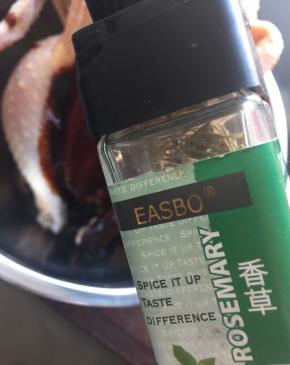 TASTE DIFFERENCE
EASBO®
SPICE IT UP
TASTE
DIFFERENCE
ROSEMARY
香草